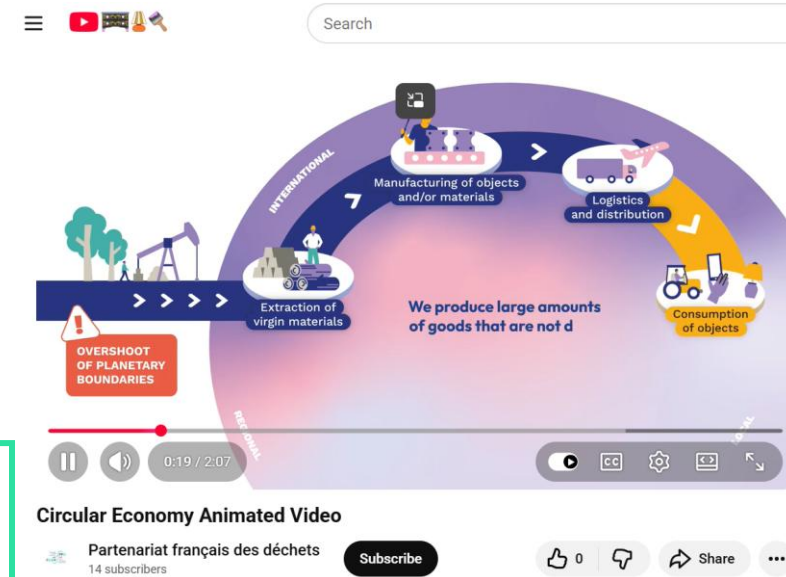 Search
INTERNATIONAL
Manufacturing of objects
and/or materials
Logistics
and distribution
Extraction of
virgin materials
We produce large amounts
of goods that are not d
Consumption
of objects
OVERSHOOT
OF PLANETARY
BOUNDARIES
REGIONAL
0:19 / 2:07
CC
Circular Economy Animated Video
Partenariat français des déchets
14 subscribers
Subscribe
0
Share